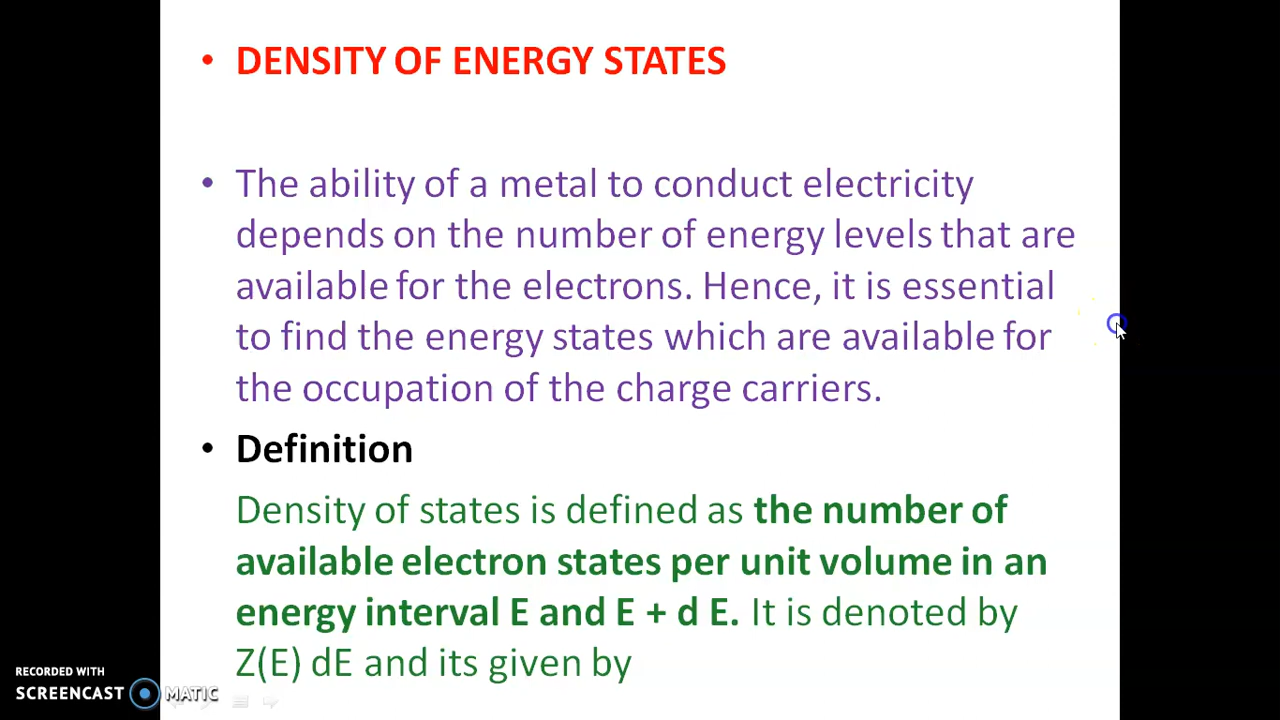 • DENSITY OF ENERGY STATES
• The ability of a metal to conduct electricity
depends on the number of energy levels that are
available for the electrons. Hence, it is essential
to find the energy states which are available for
the occupation of the charge carriers.
• Definition
Density of states is defined as the number of
available electron states per unit volume in an
energy interval E and E + d E. It is denoted by
Z(E) dE and its given by
RECORDED WITH
SCREENCAST MATIC